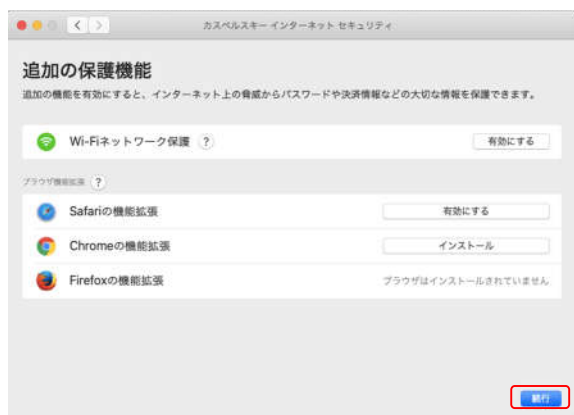 カスペルスキー インターネット セキュリティ
追加の保護機能
追加の機能を有効にすると、インターネット上の脅威からパスワードや決済情報などの大切な情報を保護できます。
Wi-Fiネットワーク保護 ? 有効にする
ブラウザ機能拡張 ?
Safariの機能拡張 有効にする
Chromeの機能拡張 インストール
Firefoxの機能拡張 ブラウザはインストールされていません
続行